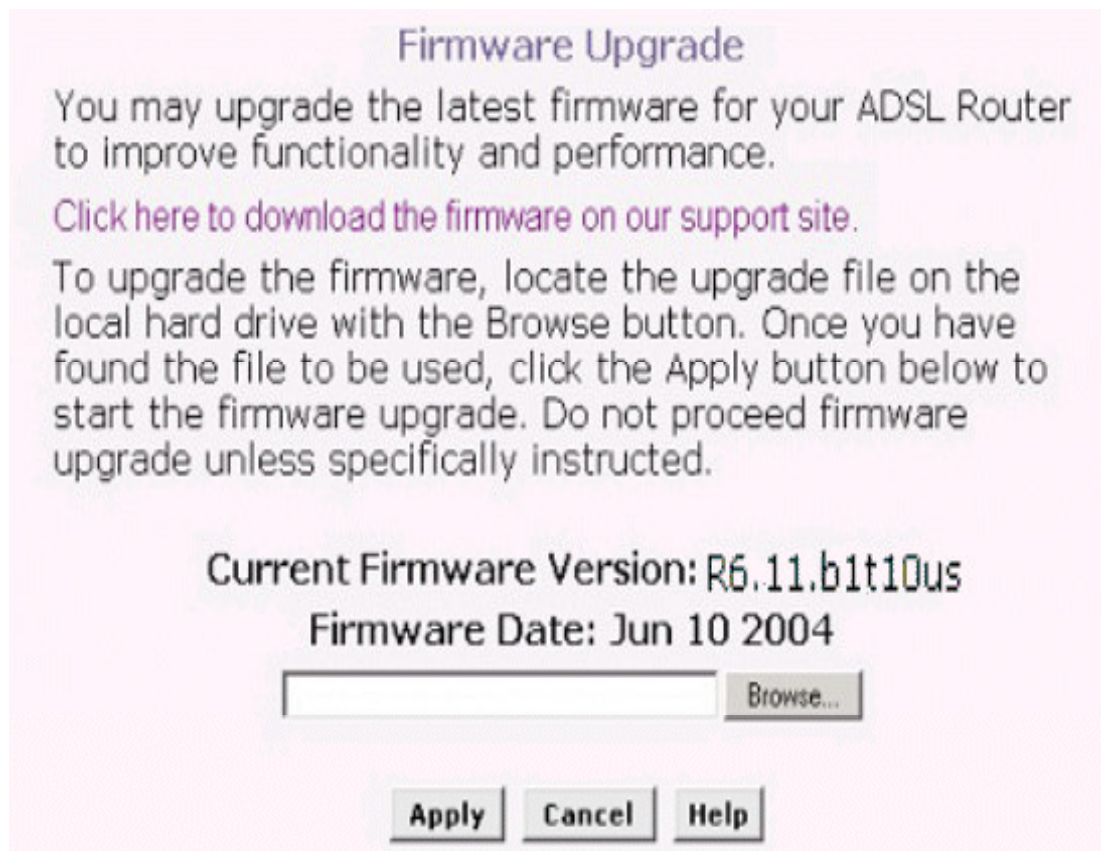 Firmware Upgrade
You may upgrade the latest firmware for your ADSL Router
to improve functionality and performance.
Click here to download the firmware on our support site.
To upgrade the firmware, locate the upgrade file on the
local hard drive with the Browse button. Once you have
found the file to be used, click the Apply button below to
start the firmware upgrade. Do not proceed firmware
upgrade unless specifically instructed.
Current Firmware Version: R6.11.b1t10us
Firmware Date: Jun 10 2004
Browse...
Apply Cancel Help